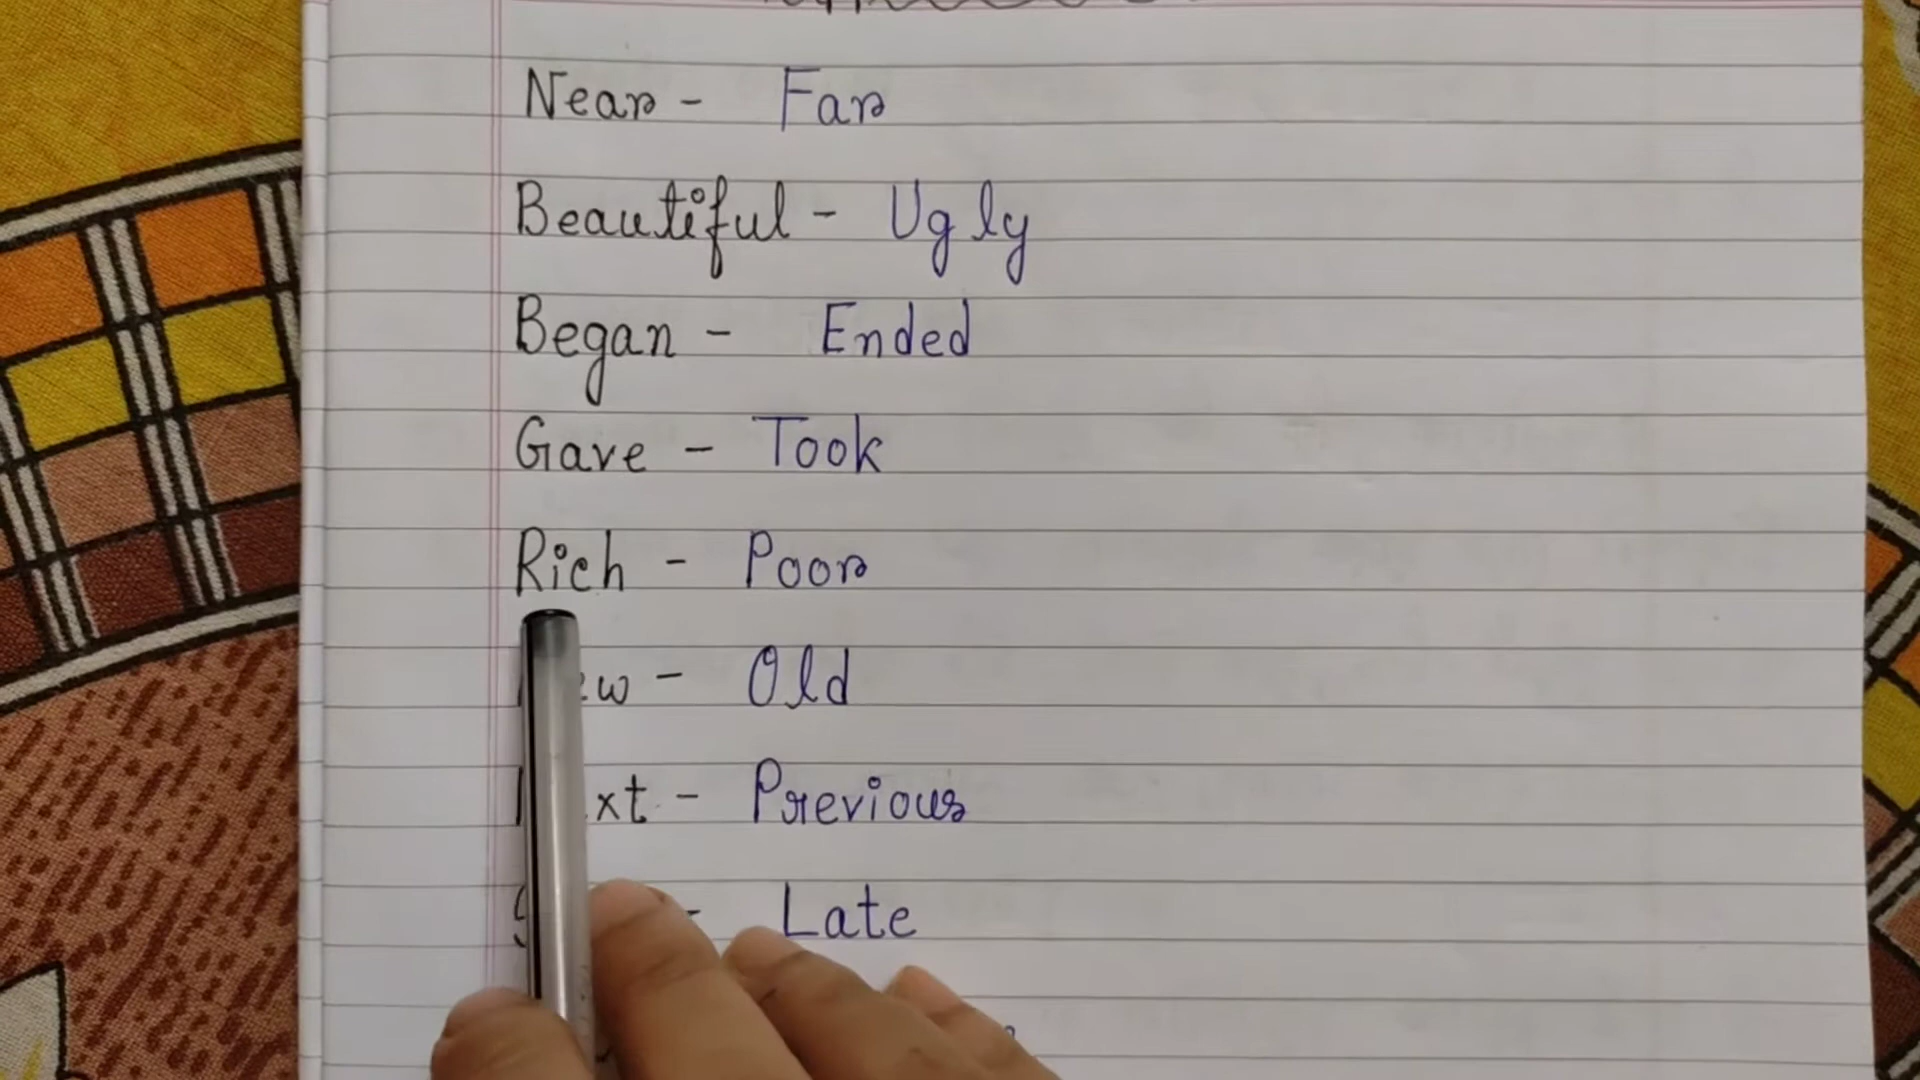 Near - Far
Beautiful - Ugly
Began - Ended
Gave - Took
Rich - Poor
- Old
- Previous
- Late